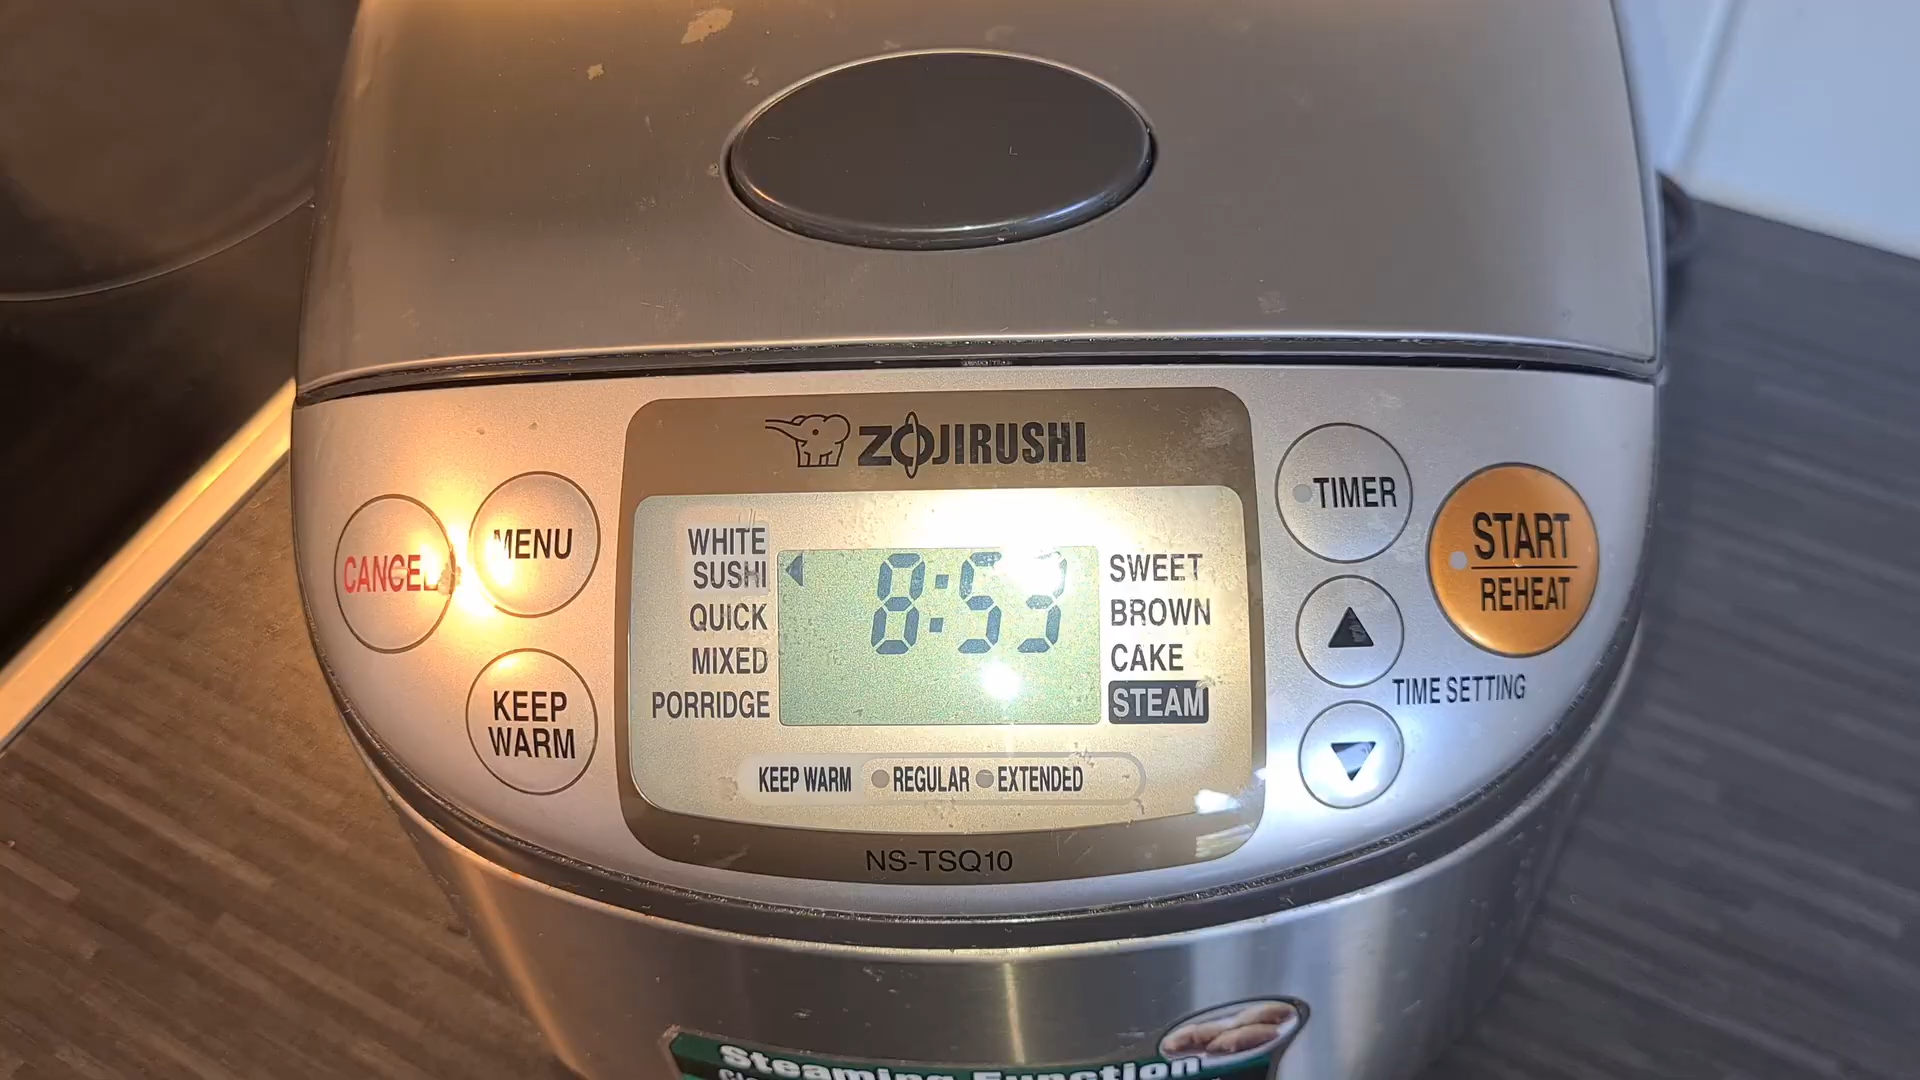 ZOJIRUSHI
CANCEL
MENU
KEEP
WARM
WHITE
SUSHI
QUICK
MIXED
PORRIDGE
8:53
SWEET
BROWN
CAKE
STEAM
KEEP WARM REGULAR EXTENDED
NS-TSQ10
TIMER
START
REHEAT
TIME SETTING
Steaming Function